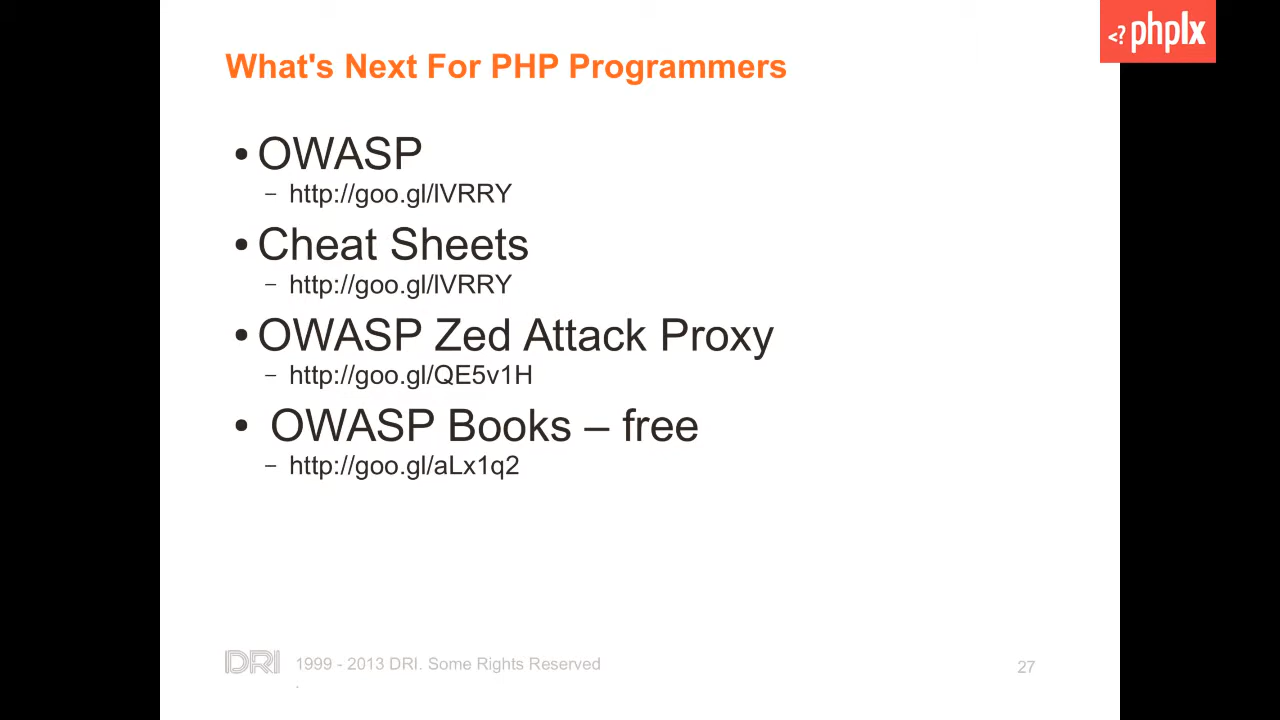 <? phplx
What's Next For PHP Programmers
• OWASP
– http://goo.gl/lVRRY
• Cheat Sheets
– http://goo.gl/lVRRY
• OWASP Zed Attack Proxy
– http://goo.gl/QE5v1H
• OWASP Books – free
– http://goo.gl/aLx1q2
DRI 1999 - 2013 DRI. Some Rights Reserved 27
.